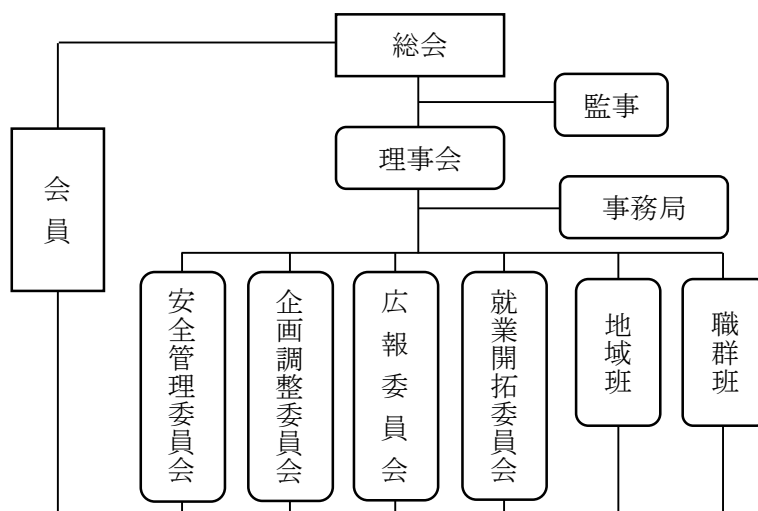 総会
監事
会員
理事会
事務局
安全管理委員会
企画調整委員会
広報委員会
就業開拓委員会
地域班
職群班